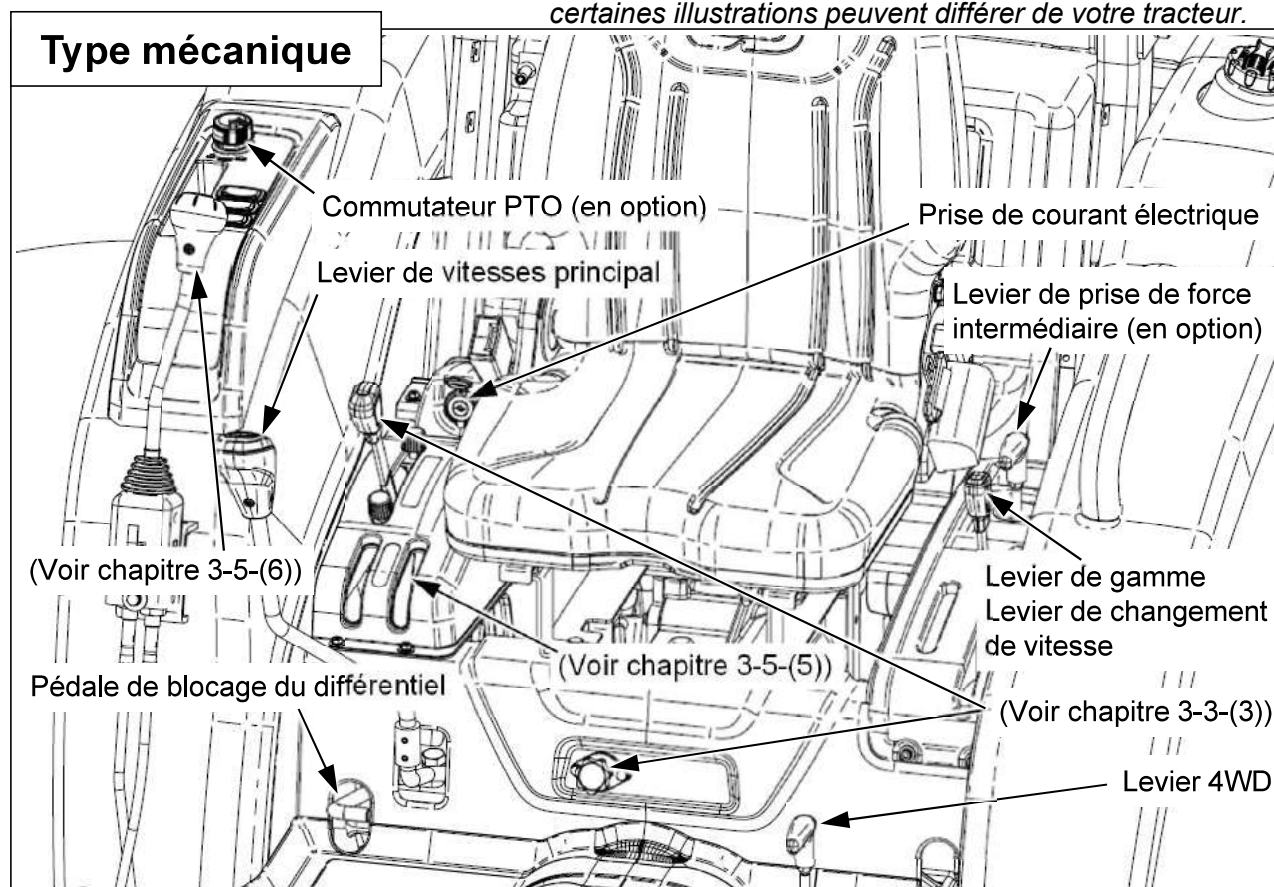 certaines illustrations peuvent différer de votre tracteur.
Type mécanique
Commutateur PTO (en option)
Prise de courant électrique
Levier de vitesses principal
Levier de prise de force
intermédiaire (en option)
(Voir chapitre 3-5-(6))
Levier de gamme
Levier de changement
de vitesse
(Voir chapitre 3-5-(5))
Pédale de blocage du différentiel
(Voir chapitre 3-3-(3))
Levier 4WD